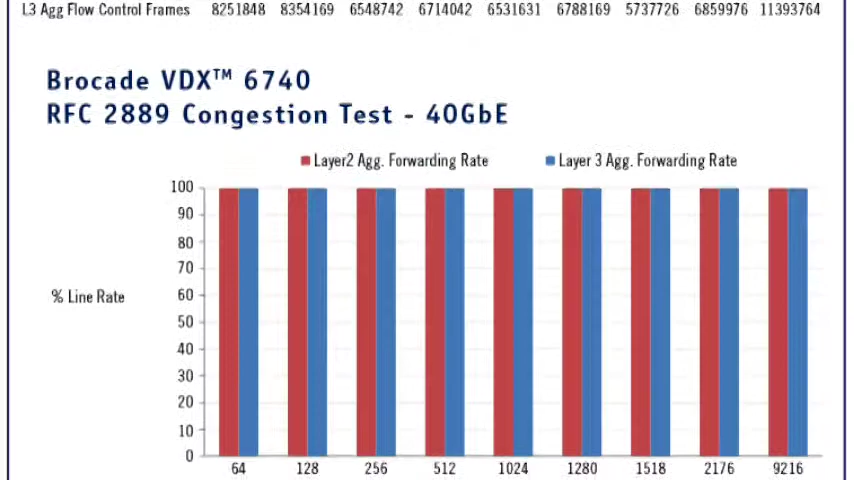 L3 Agg Flow Control Frames 8251848 8354169 6548742 6714042 6531631 6788169 5737726 6859976 11393764
Brocade VDX™ 6740
RFC 2889 Congestion Test - 40GbE
Layer2 Agg. Forwarding Rate Layer 3 Agg. Forwarding Rate
100
90
80
70
% Line Rate
60
50
40
30
20
10
0
64 128 256 512 1024 1280 1518 2176 9216